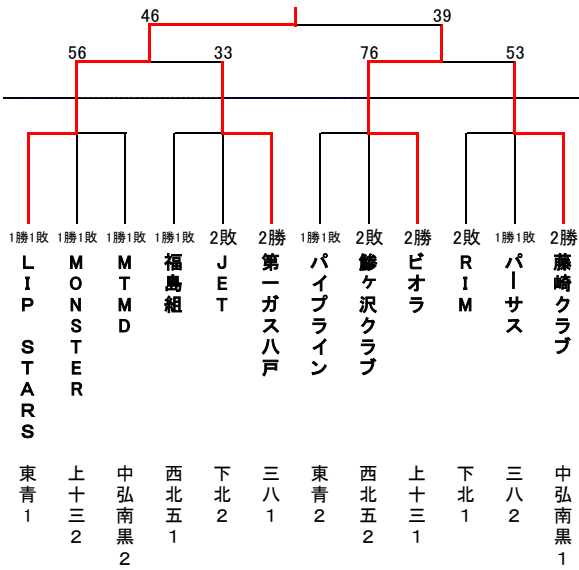 46 39
56 33 76 53
1勝1敗 1勝1敗 1勝1敗 1勝1敗 2敗 2勝 1勝1敗 2敗 2勝 2敗 1勝1敗 2勝
LIP STARS
MONSTER
MTMD
福島組
JET
第一ガス八戸
パイプライン
鰺ヶ沢クラブ
ビオラ
RIM
パーサス
藤崎クラブ
東青1
上十三2
中弘南黒2
西北五1
下北2
三八1
東青2
西北五2
上十三1
下北1
三八2
中弘南黒1